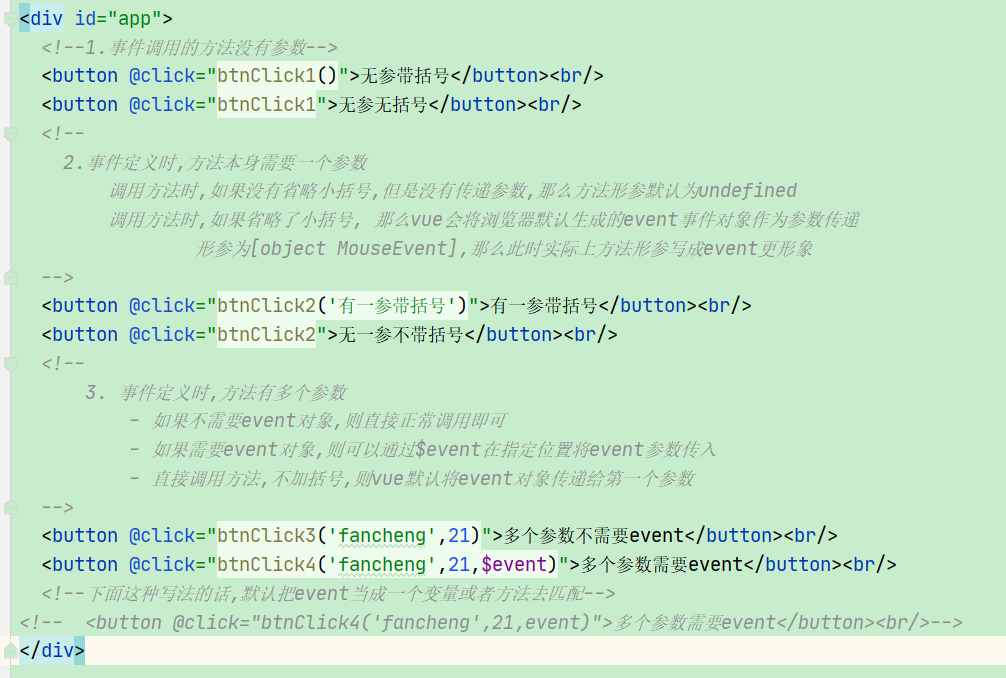 <div id="app">
<!--1.事件调用的方法没有参数-->
<button @click="btnClick1()">无参带括号</button><br/>
<button @click="btnClick1">无参无括号</button><br/>
<!--
2.事件定义时,方法本身需要一个参数
调用方法时,如果没有省略小括号,但是没有传递参数,那么方法形参默认为undefined
调用方法时,如果省略了小括号, 那么vue会将浏览器默认生成的event事件对象作为参数传递
形参为[object MouseEvent],那么此时实际上方法形参写成event更形象
-->
<button @click="btnClick2('有一参带括号')">有一参带括号</button><br/>
<button @click="btnClick2">无一参不带括号</button><br/>
<!--
3. 事件定义时,方法有多个参数
- 如果不需要event对象,则直接正常调用即可
- 如果需要event对象,则可以通过$event在指定位置将event参数传入
- 直接调用方法,不加括号,则vue默认将event对象传递给第一个参数
-->
<button @click="btnClick3('fancheng',21)">多个参数不需要event</button><br/>
<button @click="btnClick4('fancheng',21,$event)">多个参数需要event</button><br/>
<!--下面这种写法的话,默认把event当成一个变量或者方法去匹配-->
<!--  <button @click="btnClick4('fancheng',21,event)">多个参数需要event</button><br/>-->
</div>